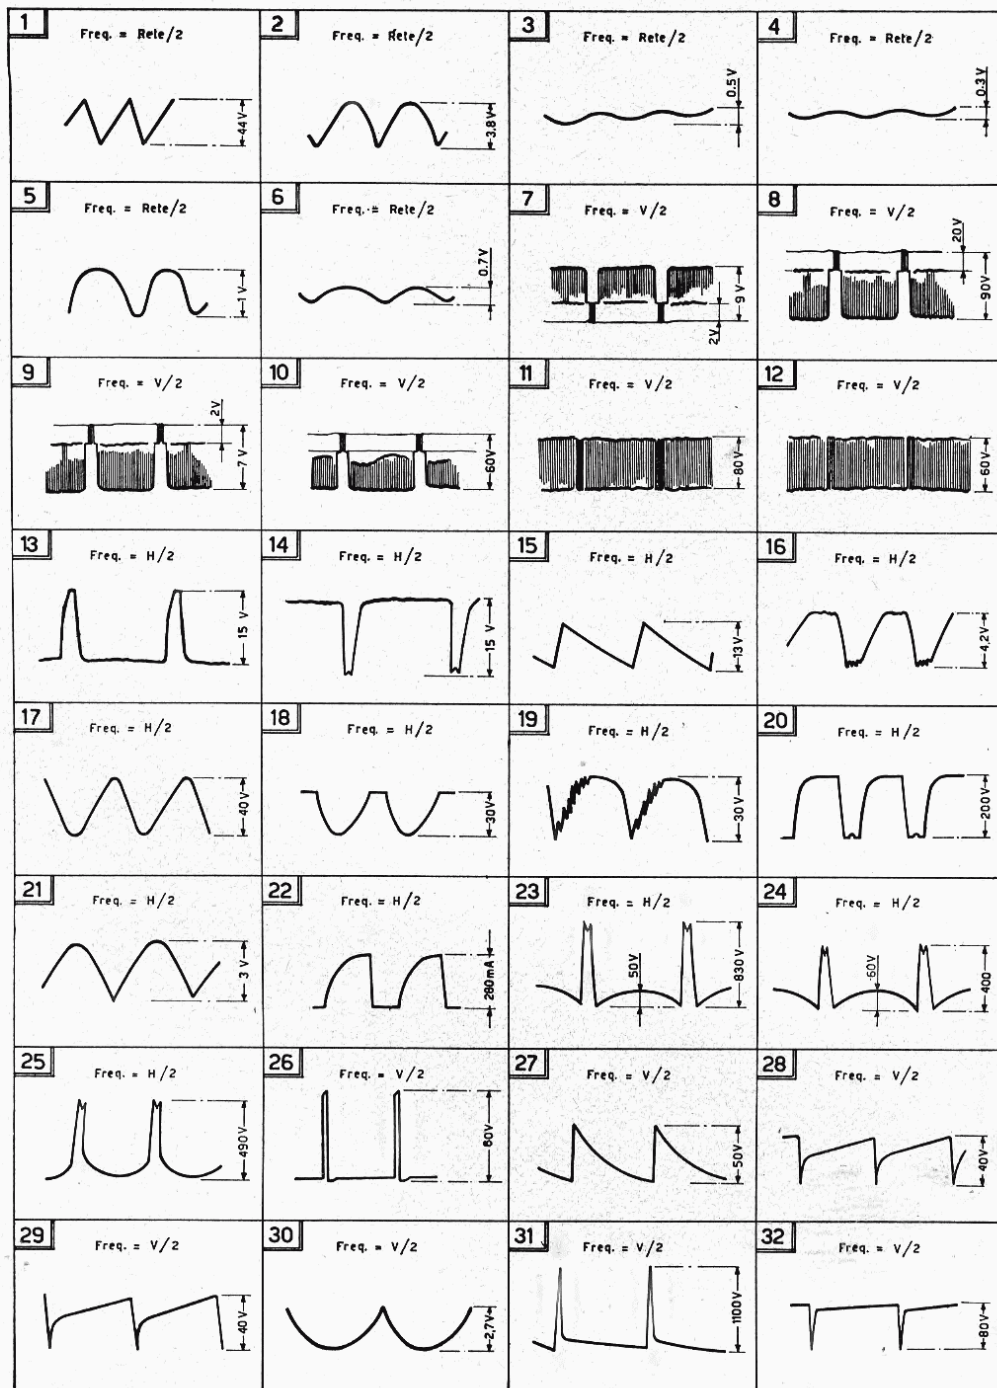 1
Freq. = Rete/2
44V
2
Freq. = Rete/2
3,8V
3
Freq. = Rete/2
0.5V
4
Freq. = Rete/2
0.3V
5
Freq. = Rete/2
1V
6
Freq. = Rete/2
0.7V
7
Freq. = V/2
9V
2V
8
Freq. = V/2
20V
90V
9
Freq. = V/2
2V
7V
10
Freq. = V/2
60V
11
Freq. = V/2
80V
12
Freq. = V/2
60V
13
Freq. = H/2
15 V
14
Freq. = H/2
15 V
15
Freq. = H/2
13V
16
Freq. = H/2
4,2V
17
Freq. = H/2
40V
18
Freq. = H/2
30V
19
Freq. = H/2
30V
20
Freq. = H/2
200V
21
Freq. = H/2
3 V
22
Freq. = H/2
280mA
23
Freq. = H/2
50V
830V
24
Freq. = H/2
60V
400
25
Freq. = H/2
490V
26
Freq. = V/2
60V
27
Freq. = V/2
50V
28
Freq. = V/2
40V
29
Freq. = V/2
40V
30
Freq. = V/2
2,7V
31
Freq. = V/2
1100V
32
Freq. = V/2
80V